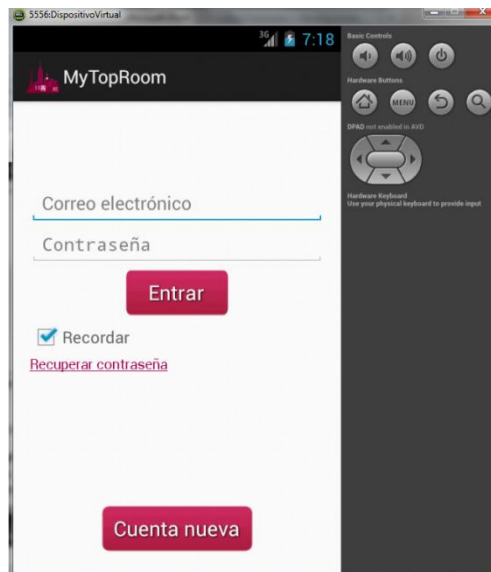 5556:DispositivoVirtual
3G 7:18
MyTopRoom
Correo electrónico
Contraseña
Entrar
Recordar
Recuperar contraseña
Cuenta nueva
Basic Controls
Hardware Buttons
MENU
DPAD not enabled in AVD
Hardware Keyboard
Use your physical keyboard to provide input